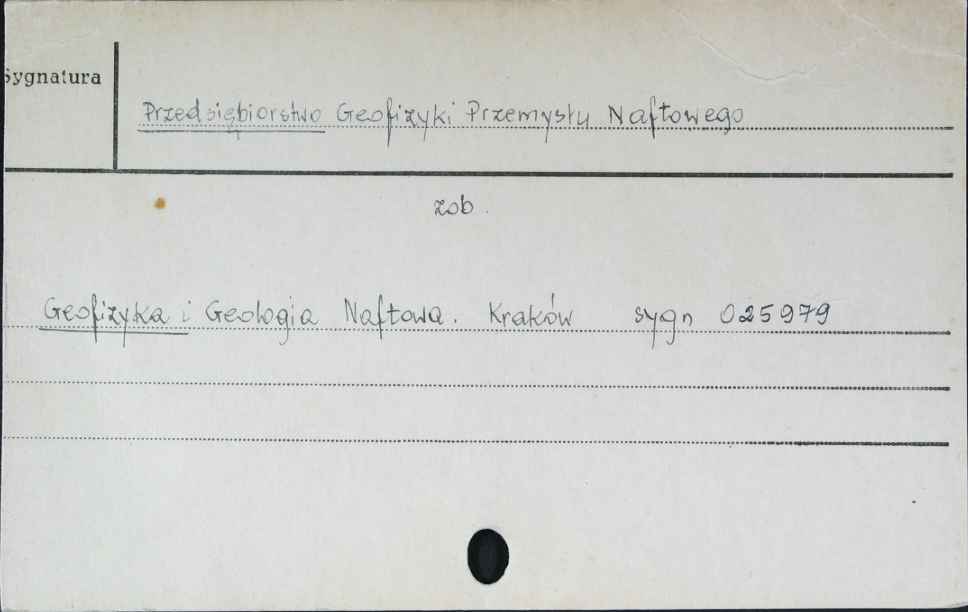 Sygnatura
Przedsiębiorstwo Geofizyki Przemysłu Naftowego
zob.
Geofizyka i Geologia Naftowa. Kraków sygn 025979